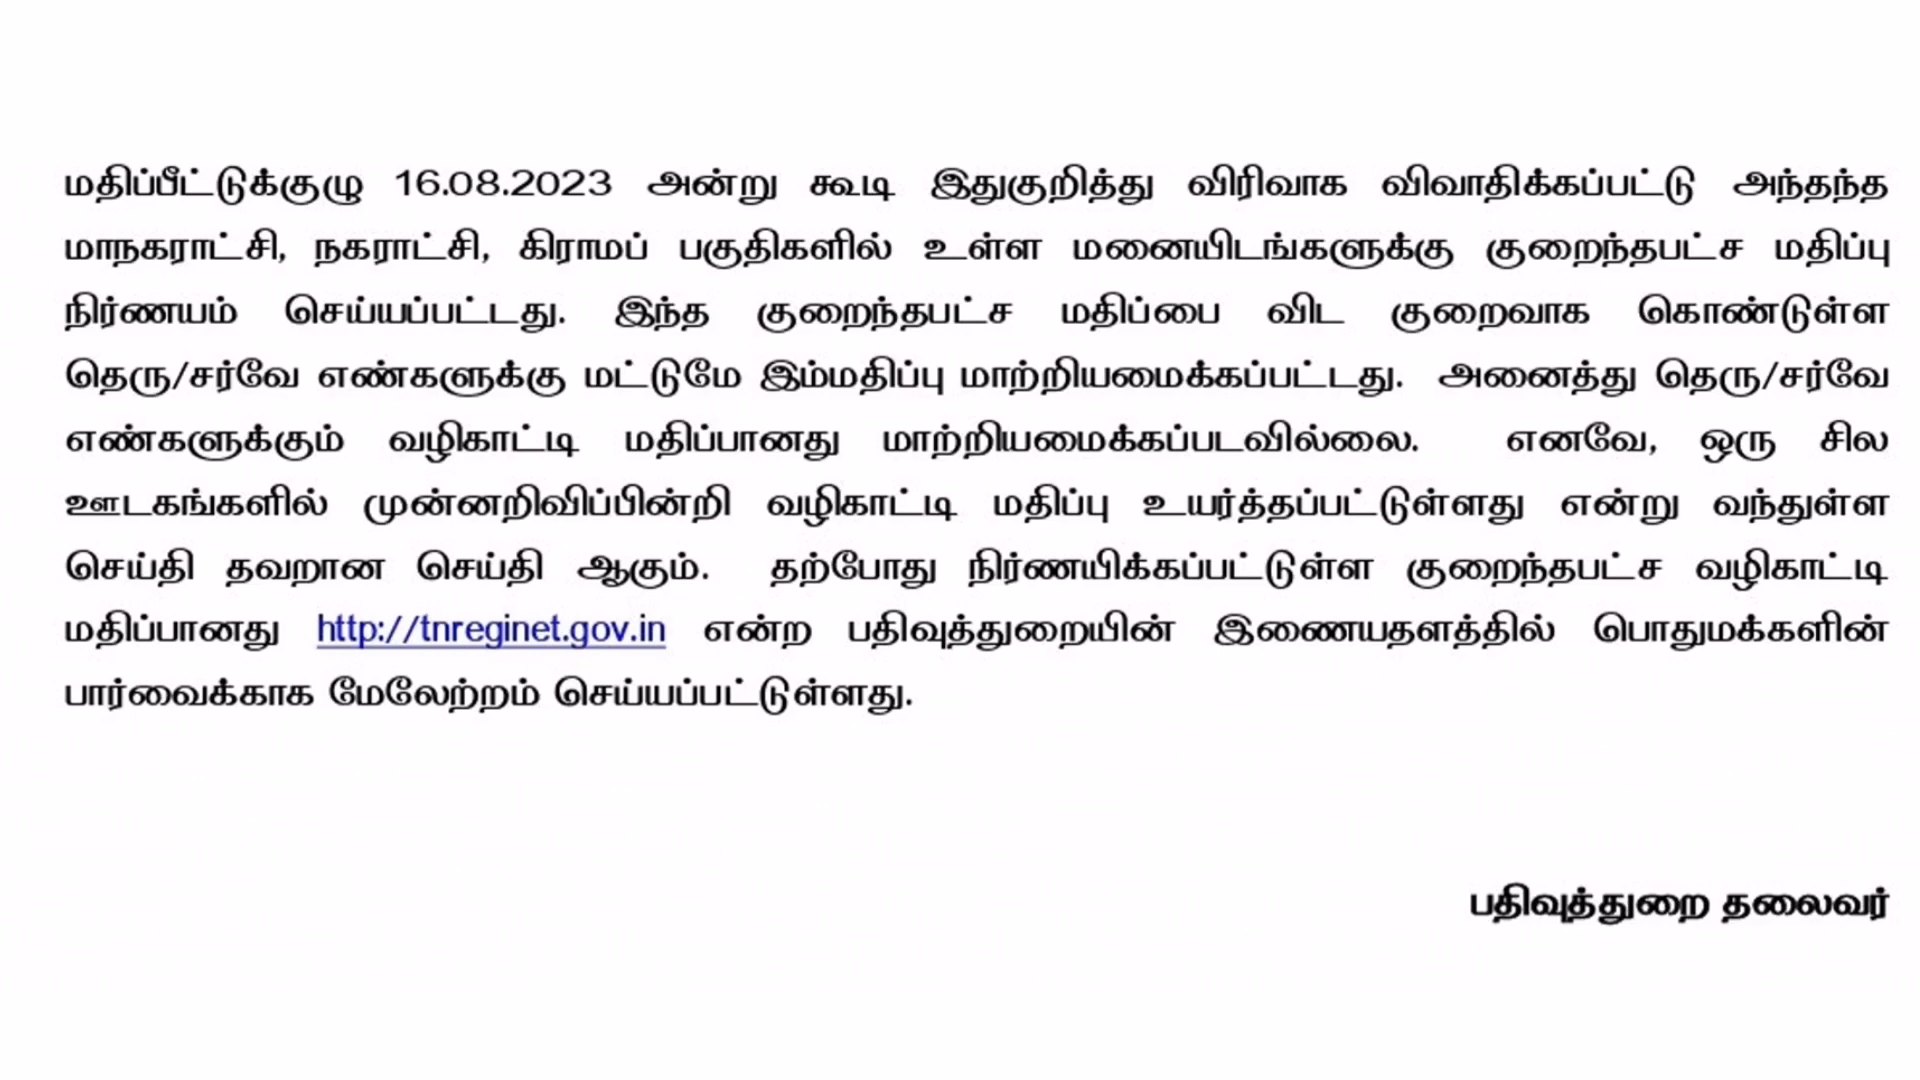 மதிப்பீட்டுக்குழு 16.08.2023 அன்று கூடி இதுகுறித்து விரிவாக விவாதிக்கப்பட்டு அந்தந்த
மாநகராட்சி, நகராட்சி, கிராமப் பகுதிகளில் உள்ள மனையிடங்களுக்கு குறைந்தபட்ச மதிப்பு
நிர்ணயம் செய்யப்பட்டது. இந்த குறைந்தபட்ச மதிப்பை விட குறைவாக கொண்டுள்ள
தெரு/சர்வே எண்களுக்கு மட்டுமே இம்மதிப்பு மாற்றியமைக்கப்பட்டது. அனைத்து தெரு/சர்வே
எண்களுக்கும் வழிகாட்டி மதிப்பானது மாற்றியமைக்கப்படவில்லை. எனவே, ஒரு சில
ஊடகங்களில் முன்னறிவிப்பின்றி வழிகாட்டி மதிப்பு உயர்த்தப்பட்டுள்ளது என்று வந்துள்ள
செய்தி தவறான செய்தி ஆகும். தற்போது நிர்ணயிக்கப்பட்டுள்ள குறைந்தபட்ச வழிகாட்டி
மதிப்பானது http://tnreginet.gov.in என்ற பதிவுத்துறையின் இணையதளத்தில் பொதுமக்களின்
பார்வைக்காக மேலேற்றம் செய்யப்பட்டுள்ளது.
பதிவுத்துறை தலைவர்